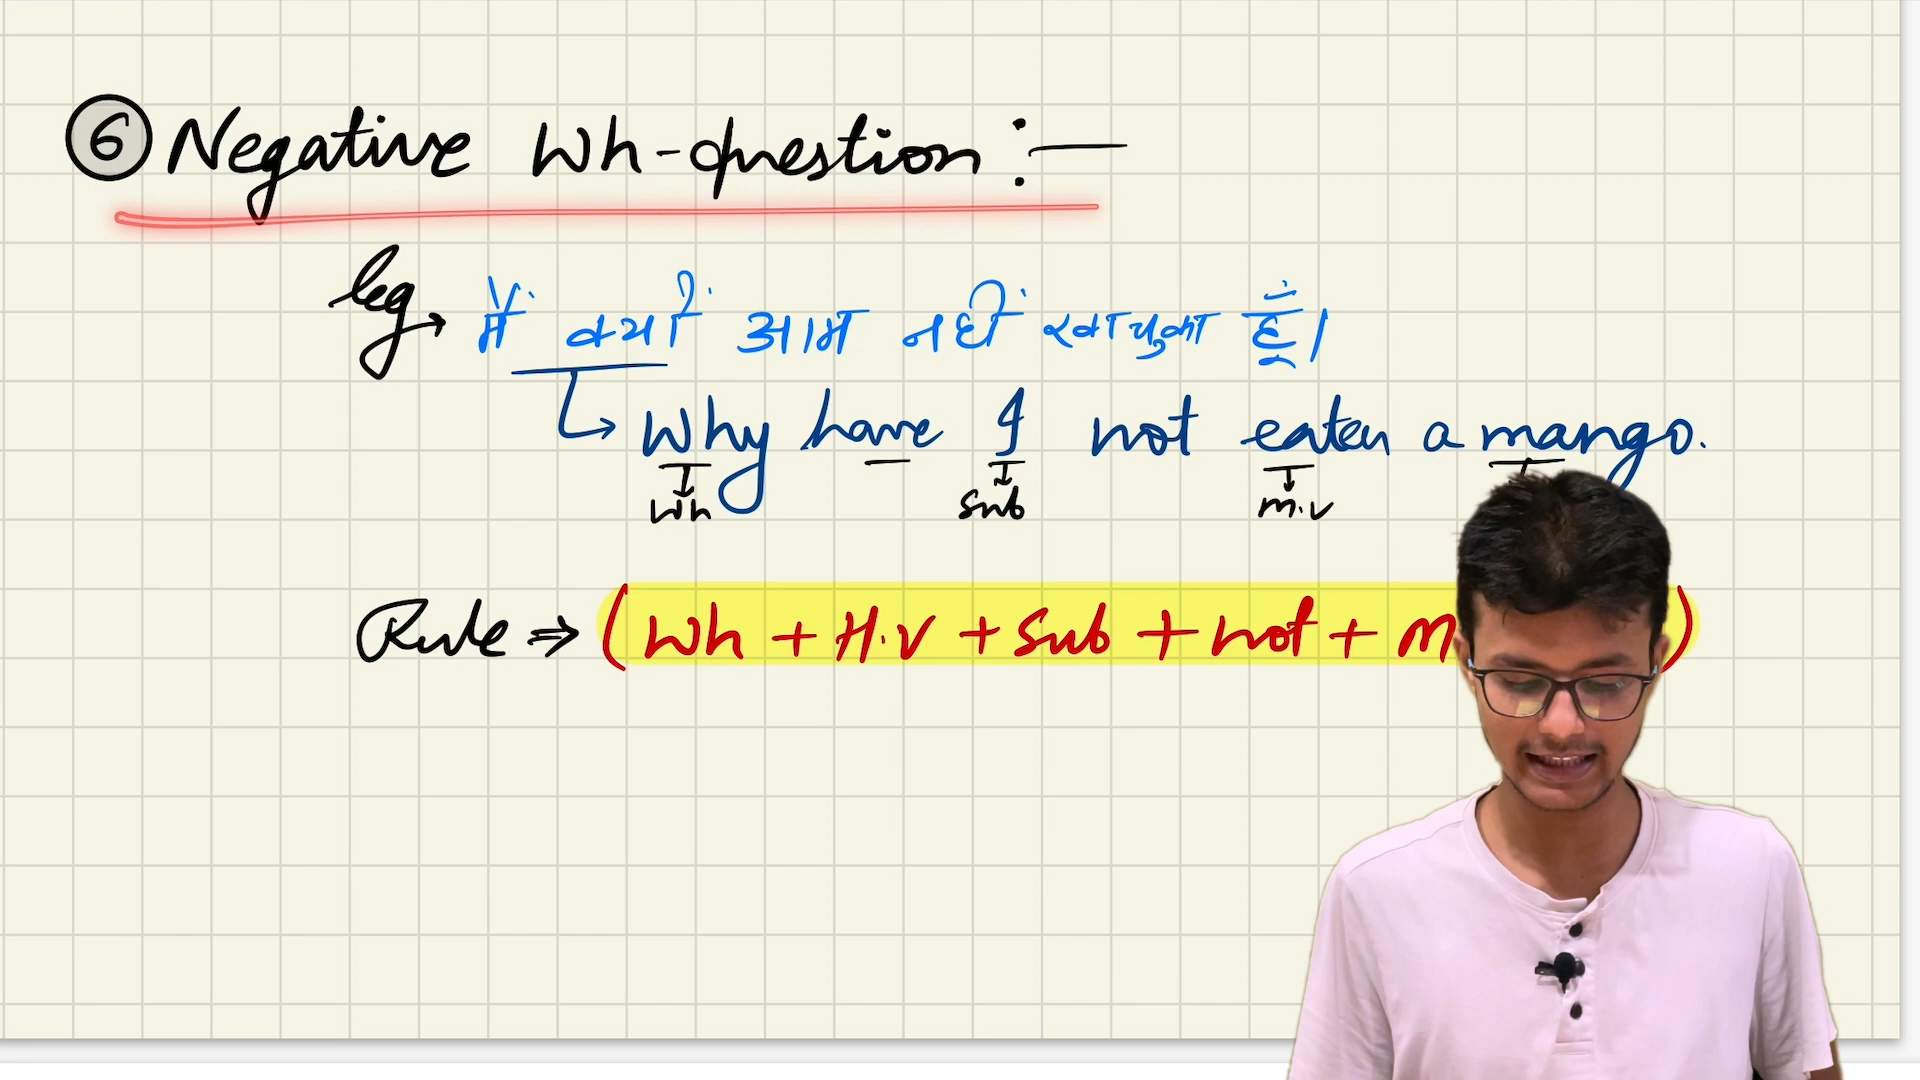 6 Negative Wh-question :—
eg → मैं क्यों आम नहीं खा चुका हूँ।
Why have I not eaten a mango.
Wh Sub M.V
Rule ⇒ (Wh + H.V + Sub + not + M )